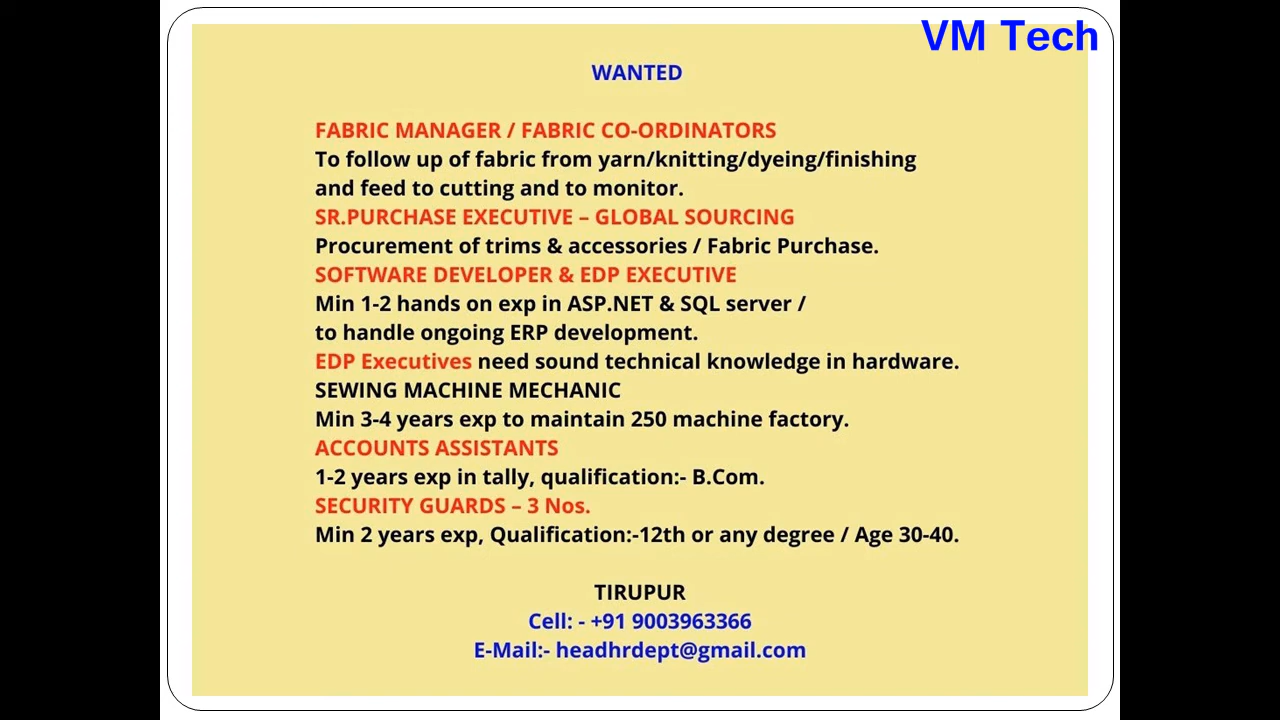 VM Tech
WANTED
FABRIC MANAGER / FABRIC CO-ORDINATORS
To follow up of fabric from yarn/knitting/dyeing/finishing
and feed to cutting and to monitor.
SR.PURCHASE EXECUTIVE – GLOBAL SOURCING
Procurement of trims & accessories / Fabric Purchase.
SOFTWARE DEVELOPER & EDP EXECUTIVE
Min 1-2 hands on exp in ASP.NET & SQL server /
to handle ongoing ERP development.
EDP Executives need sound technical knowledge in hardware.
SEWING MACHINE MECHANIC
Min 3-4 years exp to maintain 250 machine factory.
ACCOUNTS ASSISTANTS
1-2 years exp in tally, qualification:- B.Com.
SECURITY GUARDS – 3 Nos.
Min 2 years exp, Qualification:-12th or any degree / Age 30-40.
TIRUPUR
Cell: - +91 9003963366
E-Mail:- headhrdept@gmail.com